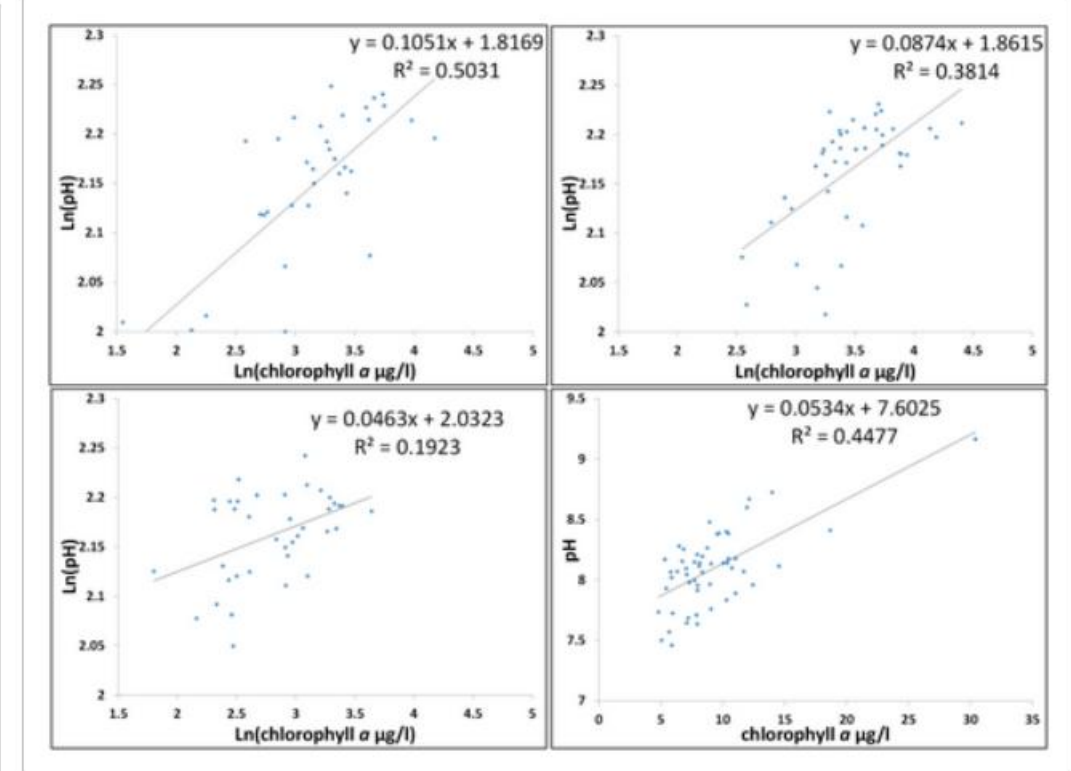 y = 0.1051x + 1.8169
R² = 0.5031
2.3
2.25
2.2
2.15
2.1
2.05
2
Ln(pH)
1.5 2 2.5 3 3.5 4 4.5 5
Ln(chlorophyll a µg/l)
y = 0.0874x + 1.8615
R² = 0.3814
2.3
2.25
2.2
2.15
2.1
2.05
2
Ln(pH)
1.5 2 2.5 3 3.5 4 4.5 5
Ln(chlorophyll a µg/l)
y = 0.0463x + 2.0323
R² = 0.1923
2.3
2.25
2.2
2.15
2.1
2.05
2
Ln(pH)
1.5 2 2.5 3 3.5 4 4.5 5
Ln(chlorophyll a µg/l)
y = 0.0534x + 7.6025
R² = 0.4477
9.5
9
8.5
8
7.5
7
pH
0 5 10 15 20 25 30 35
chlorophyll a µg/l